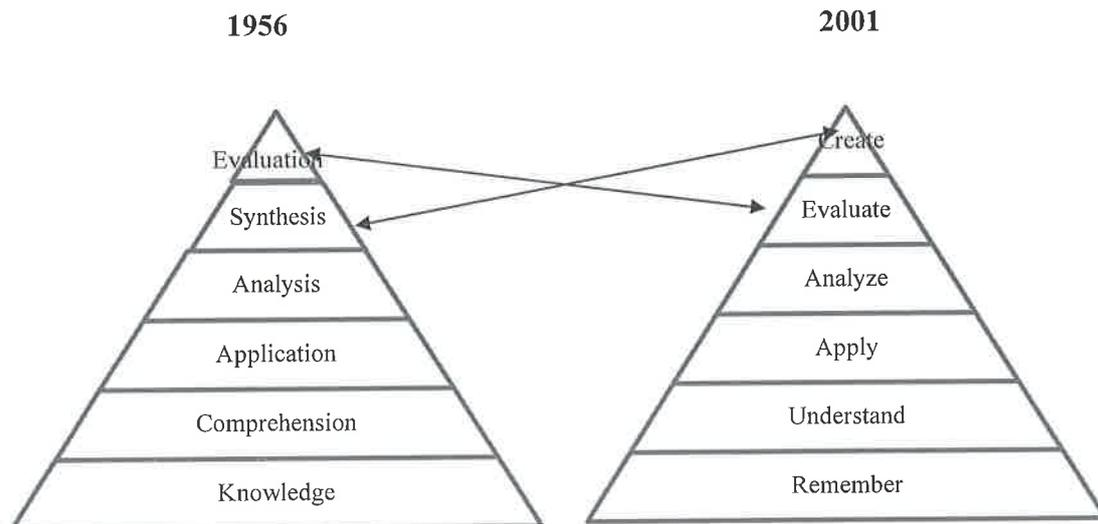 1956
2001
Evaluation
Synthesis
Analysis
Application
Comprehension
Knowledge
Create
Evaluate
Analyze
Apply
Understand
Remember